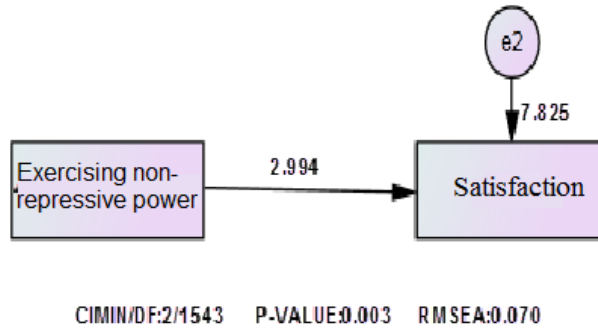 e2
7.825
Exercising non-
repressive power
2.994
Satisfaction
CIMIN/DF:2/1543 P-VALUE:0.003 RMSEA:0.070